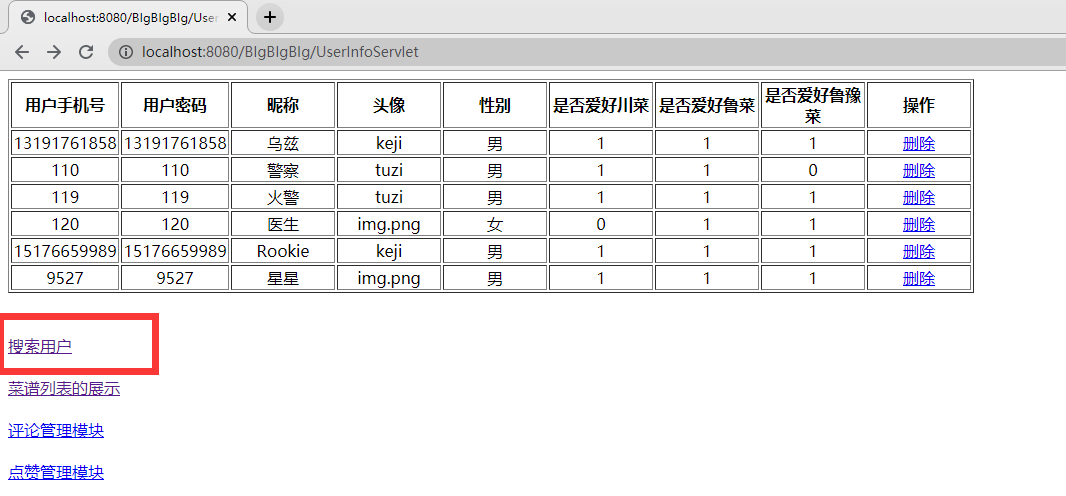 localhost:8080/BIgBIgBIg/User
localhost:8080/BIgBIgBIg/UserInfoServlet
用户手机号 用户密码 昵称 头像 性别 是否爱好川菜 是否爱好鲁菜 是否爱好鲁豫菜 操作
13191761858 13191761858 乌兹 keji 男 1 1 1 删除
110 110 警察 tuzi 男 1 1 0 删除
119 119 火警 tuzi 男 1 1 1 删除
120 120 医生 img.png 女 0 1 1 删除
15176659989 15176659989 Rookie keji 男 1 1 1 删除
9527 9527 星星 img.png 男 1 1 1 删除
搜索用户
菜谱列表的展示
评论管理模块
点赞管理模块